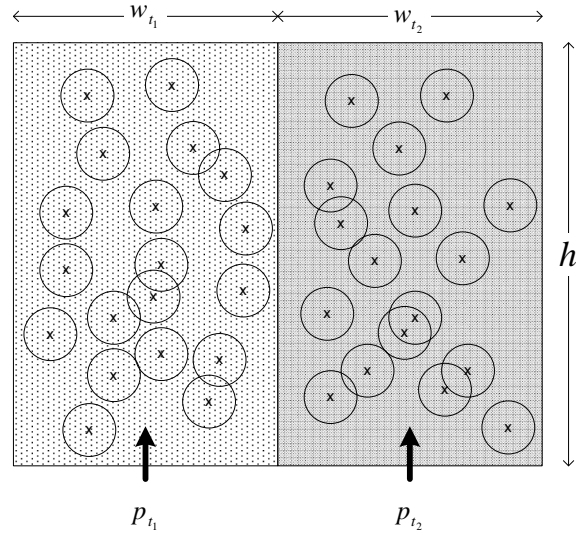 w_{t_1} w_{t_2}
x x x x x x x x x x x x x x x x x x x x x x x x x x x x x x x x x x x x x
h
p_{t_1} p_{t_2}